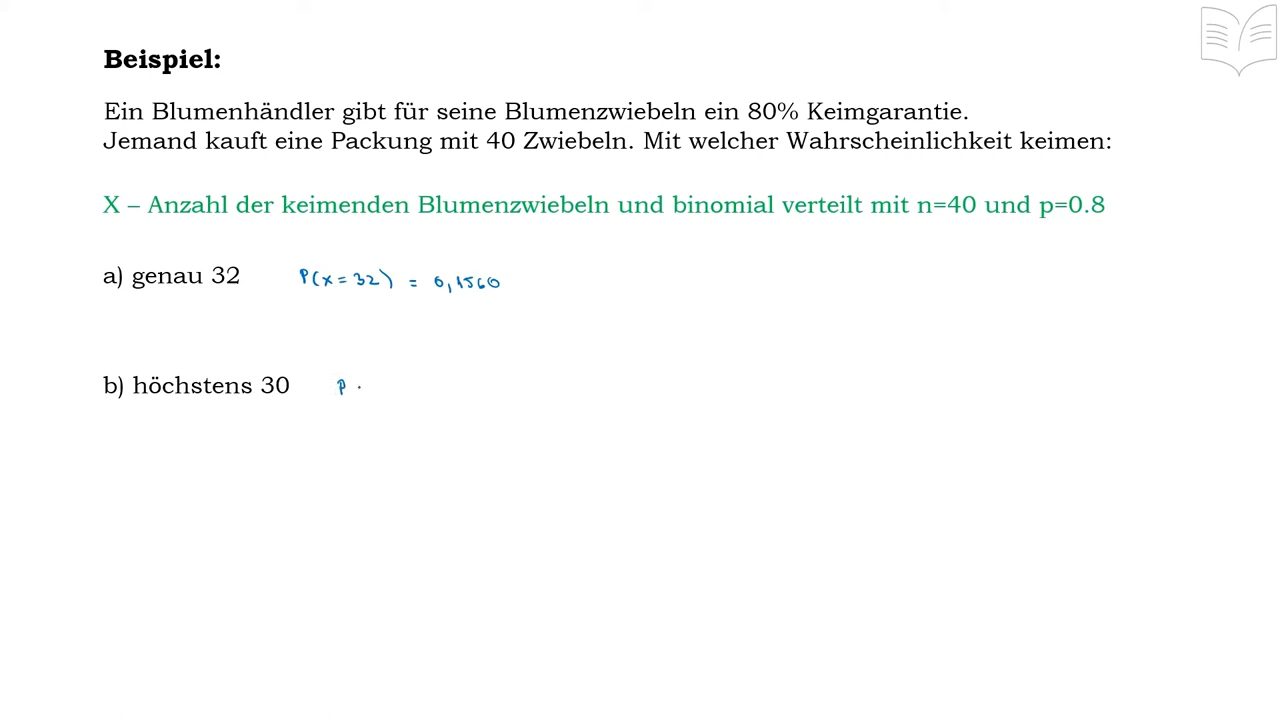 Beispiel:
Ein Blumenhändler gibt für seine Blumenzwiebeln ein 80% Keimgarantie.
Jemand kauft eine Packung mit 40 Zwiebeln. Mit welcher Wahrscheinlichkeit keimen:
X – Anzahl der keimenden Blumenzwiebeln und binomial verteilt mit n=40 und p=0.8
a) genau 32 P(x=32) = 0,1560
b) höchstens 30 P